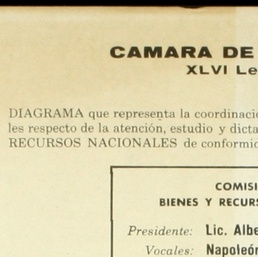 CAMARA DE
XLVI Le
DIAGRAMA que representa la coordinacio
les respecto de la atención, estudio y dicta
RECURSOS NACIONALES de conformid
COMISI
BIENES Y RECURS
Presidente: Lic. Albe
Vocales: Napoleón